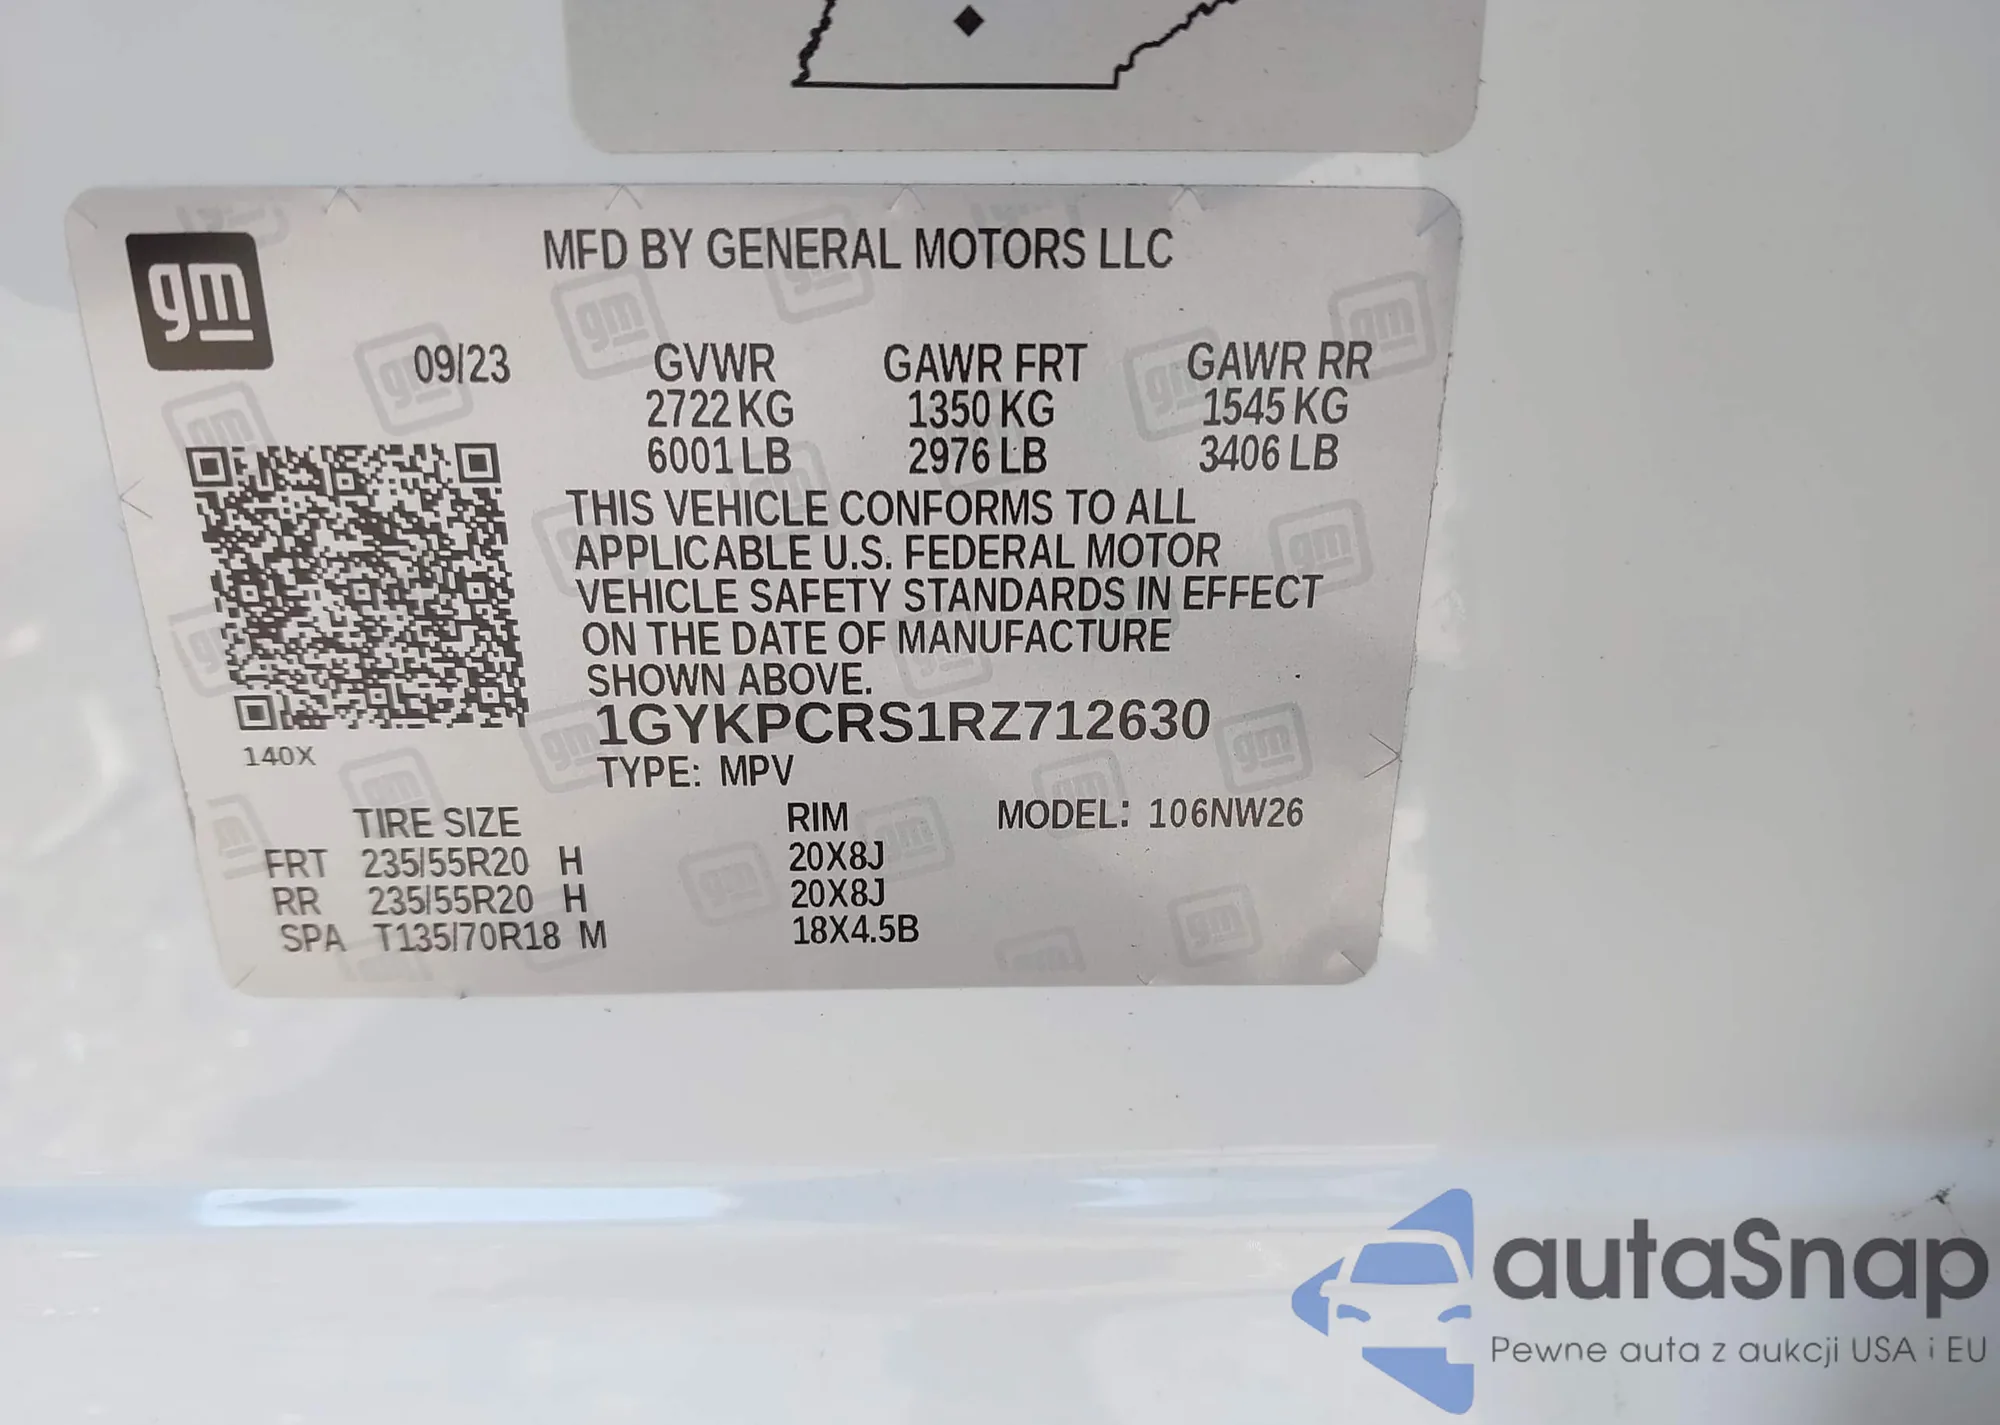 gm
MFD BY GENERAL MOTORS LLC
09/23 GVWR GAWR FRT GAWR RR
2722 KG 1350 KG 1545 KG
6001 LB 2976 LB 3406 LB
THIS VEHICLE CONFORMS TO ALL
APPLICABLE U.S. FEDERAL MOTOR
VEHICLE SAFETY STANDARDS IN EFFECT
ON THE DATE OF MANUFACTURE
SHOWN ABOVE.
1GYKPCRS1RZ712630
140X
TYPE: MPV
TIRE SIZE RIM MODEL: 106NW26
FRT 235/55R20 H 20X8J
RR 235/55R20 H 20X8J
SPA T135/70R18 M 18X4.5B
autaSnap
Pewne auta z aukcji USA i EU